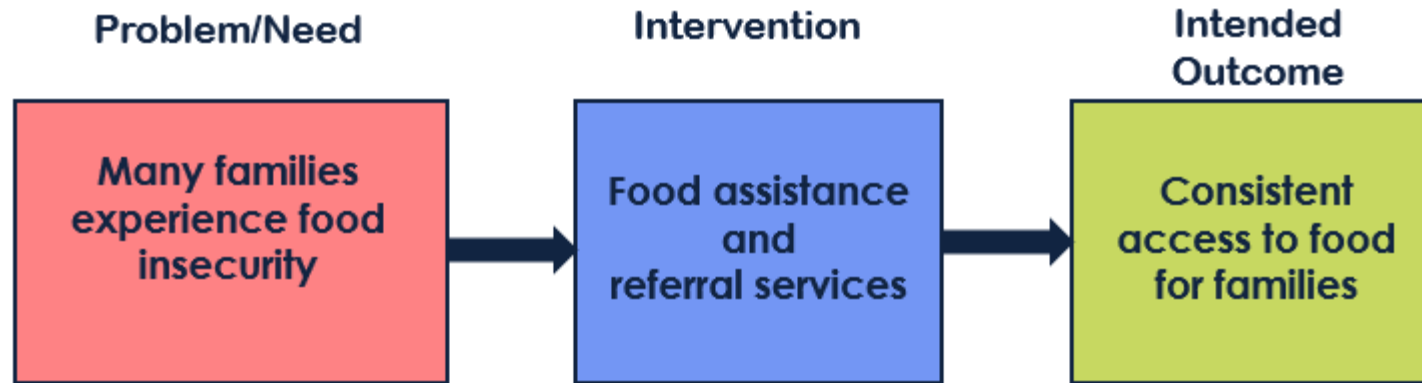 Problem/Need
Intervention
Intended
Outcome
Many families
experience food
insecurity
Food assistance
and
referral services
Consistent
access to food
for families